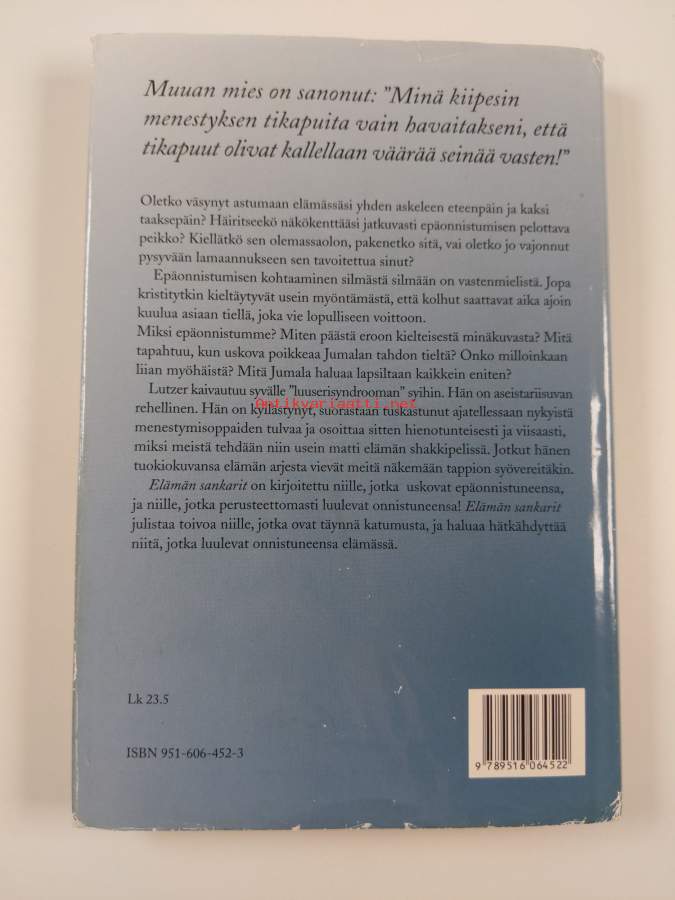 Muuan mies on sanonut: ”Minä kiipesin
menestyksen tikapuita vain havaitakseni, että
tikapuut olivat kallellaan väärää seinää vasten!”
Oletko väsynyt astumaan elämässäsi yhden askeleen eteenpäin ja kaksi
taaksepäin? Häiritseekö näkökenttääsi jatkuvasti epäonnistumisen pelottava
peikko? Kiellätkö sen olemassaolon, pakenetko sitä, vai oletko jo vajonnut
pysyvään lamaannukseen sen tavoitettua sinut?
Epäonnistumisen kohtaaminen silmästä silmään on vastenmielistä. Jopa
kristitytkin kieltäytyvät usein myöntämästä, että kolhut saattavat aika ajoin
kuulua asiaan tiellä, joka vie lopulliseen voittoon.
Miksi epäonnistumme? Miten päästä eroon kielteisestä minäkuvasta? Mitä
tapahtuu, kun uskova poikkeaa Jumalan tahdon tieltä? Onko milloinkaan
liian myöhäistä? Mitä Jumala haluaa lapsiltaan kaikkein eniten?
Lutzer kaivautuu syvälle ”luuserisyndrooman” syihin. Hän on aseistariisuvan
rehellinen. Hän on kyllästynyt, suorastaan tuskastunut ajatellessaan nykyistä
menestymisoppaiden tulvaa ja osoittaa sitten hienotunteisesti ja viisaasti,
miksi meistä tehdään niin usein matti elämän shakkipelissä. Jotkut hänen
tuokiokuvansa elämän arjesta vievät meitä näkemään tappion syövereitäkin.
Elämän sankarit on kirjoitettu niille, jotka uskovat epäonnistuneensa,
ja niille, jotka perusteettomasti luulevat onnistuneensa! Elämän sankarit
julistaa toivoa niille, jotka ovat täynnä katumusta, ja haluaa hätkähdyttää
niitä, jotka luulevat onnistuneensa elämässä.
Antikvariaatti.net
Lk 23.5
ISBN 951-606-452-3
9 789516 064522